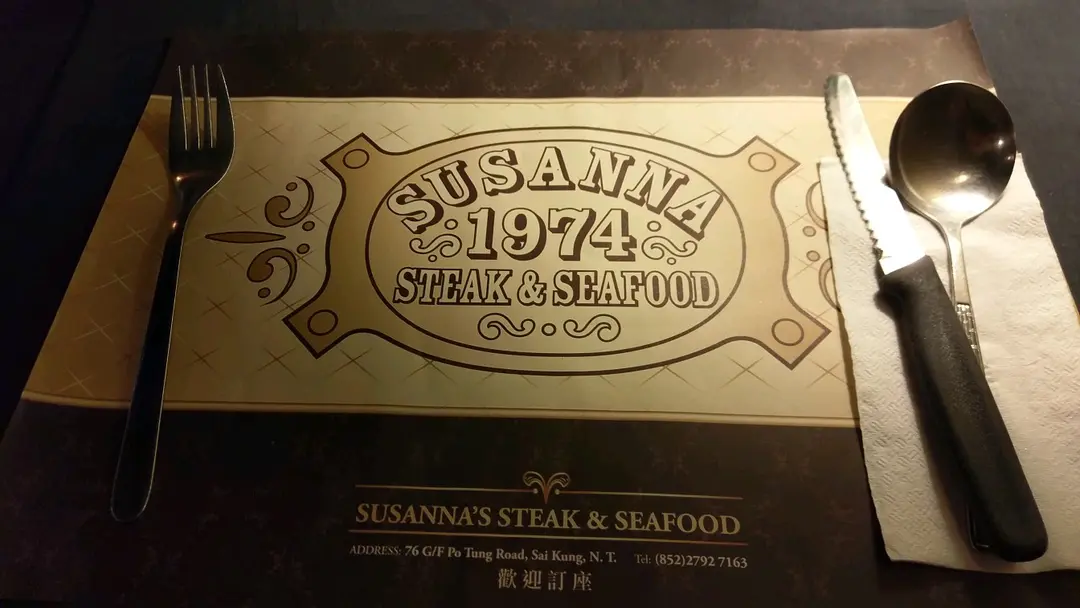 SUSANNA
1974
STEAK & SEAFOOD
SUSANNA'S STEAK & SEAFOOD
ADDRESS: 76 G/F Po Tung Road, Sai Kung, N. T. Tel: (852)2792 7163
歡迎訂座